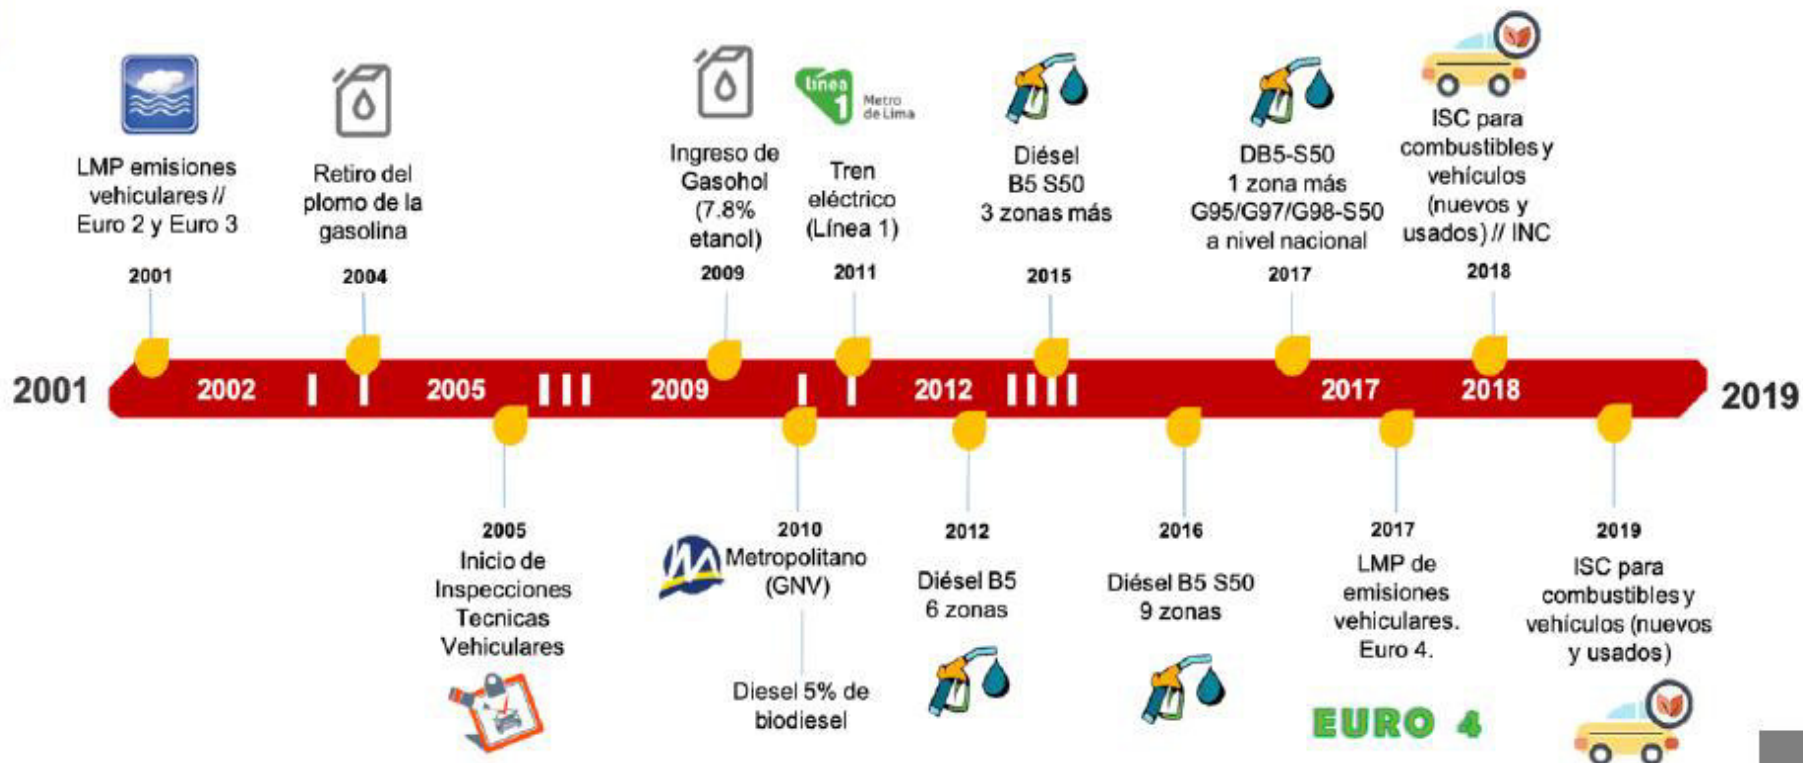 LMP emisiones
vehiculares //
Euro 2 y Euro 3
2001
Retiro del
plomo de la
gasolina
2004
Ingreso de
Gasohol
(7.8%
etanol)
2009
línea
1
Metro
de Lima
Tren
eléctrico
(Línea 1)
2011
Diésel
B5 S50
3 zonas más
2015
DB5-S50
1 zona más
G95/G97/G98-S50
a nivel nacional
2017
ISC para
combustibles y
vehículos
(nuevos y
usados) // INC
2018
2001
2002
2005
2009
2012
2017
2018
2019
2005
Inicio de
Inspecciones
Tecnicas
Vehiculares
2010
Metropolitano
(GNV)
Diesel 5% de
biodiesel
2012
Diésel B5
6 zonas
2016
Diésel B5 S50
9 zonas
2017
LMP de
emisiones
vehiculares.
Euro 4.
EURO 4
2019
ISC para
combustibles y
vehículos (nuevos
y usados)